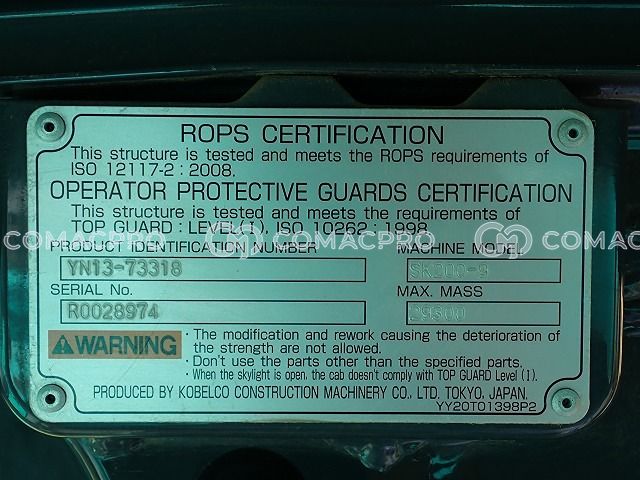 ROPS CERTIFICATION
This structure is tested and meets the ROPS requirements of
ISO 12117-2 : 2008.
OPERATOR PROTECTIVE GUARDS CERTIFICATION
This structure is tested and meets the requirements of
TOP GUARD : LEVEL(I), ISO 10262 : 1998
COMACPRO COMACPRO COMACPRO
PRODUCT IDENTIFICATION NUMBER MACHINE MODEL
YN13-73318 SK200-9
SERIAL No. MAX. MASS
R0028974
WARNING
· The modification and rework causing the deterioration of
the strength are not allowed.
· Don't use the parts other than the specified parts.
· When the skylight is open, the cab doesn't comply with TOP GUARD Level (I).
PRODUCED BY KOBELCO CONSTRUCTION MACHINERY CO., LTD. TOKYO, JAPAN.
YY20T01398P2